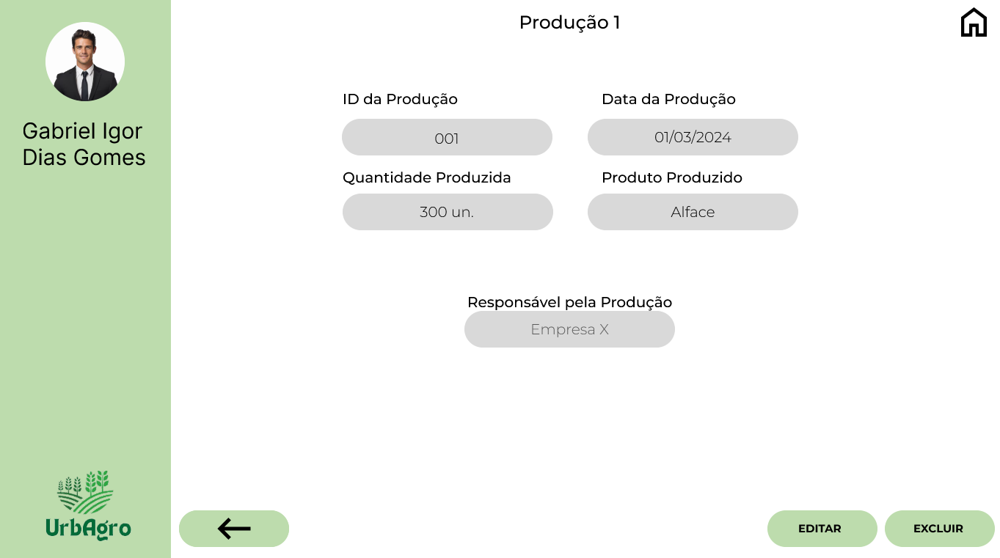 Gabriel Igor
Dias Gomes
UrbAgro
Produção 1
ID da Produção
001
Data da Produção
01/03/2024
Quantidade Produzida
300 un.
Produto Produzido
Alface
Responsável pela Produção
Empresa X
EDITAR
EXCLUIR